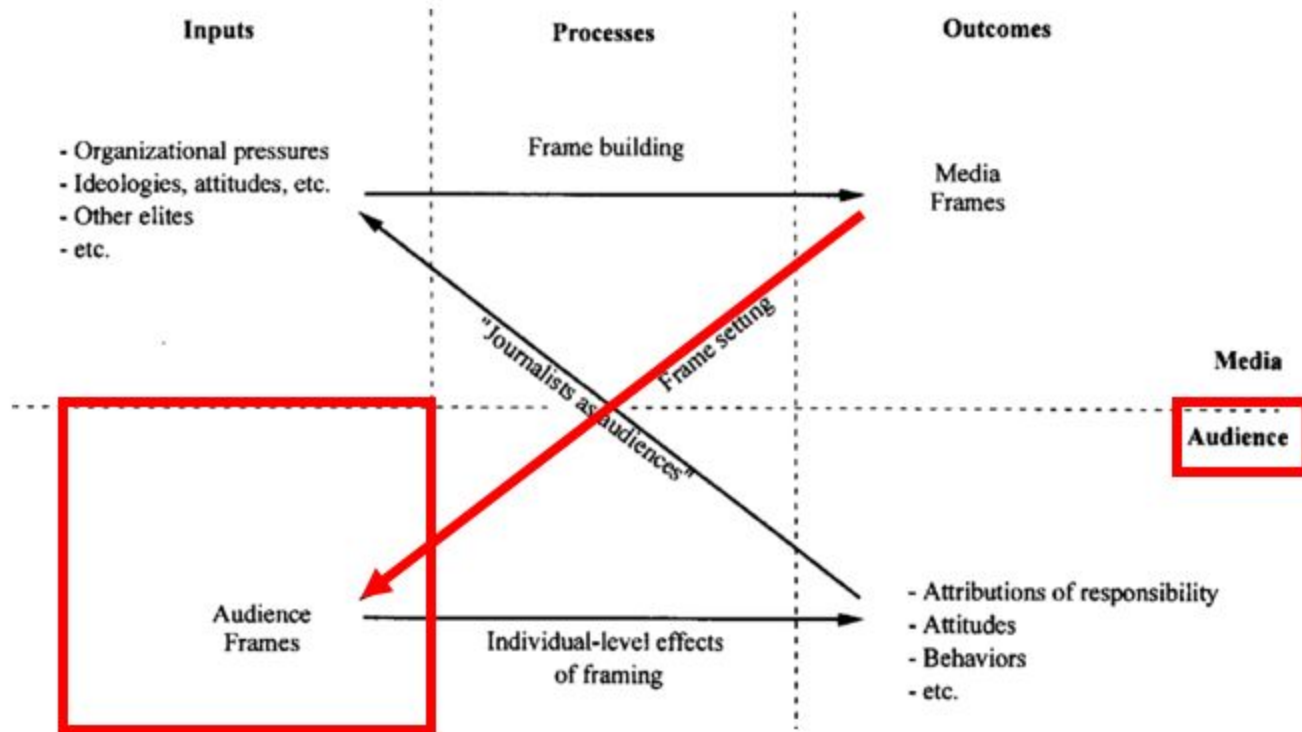 Inputs
Processes
Outcomes
- Organizational pressures
- Ideologies, attitudes, etc.
- Other elites
- etc.
Frame building
Media
Frames
"Journalists as audiences"
Frame setting
Media
Audience
Audience
Frames
Individual-level effects
of framing
- Attributions of responsibility
- Attitudes
- Behaviors
- etc.